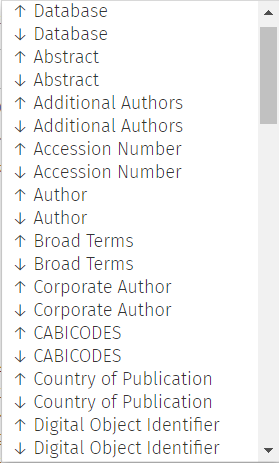 ↑ Database
↓ Database
↑ Abstract
↓ Abstract
↑ Additional Authors
↓ Additional Authors
↑ Accession Number
↓ Accession Number
↑ Author
↓ Author
↑ Broad Terms
↓ Broad Terms
↑ Corporate Author
↓ Corporate Author
↑ CABICODES
↓ CABICODES
↑ Country of Publication
↓ Country of Publication
↑ Digital Object Identifier
↓ Digital Object Identifier